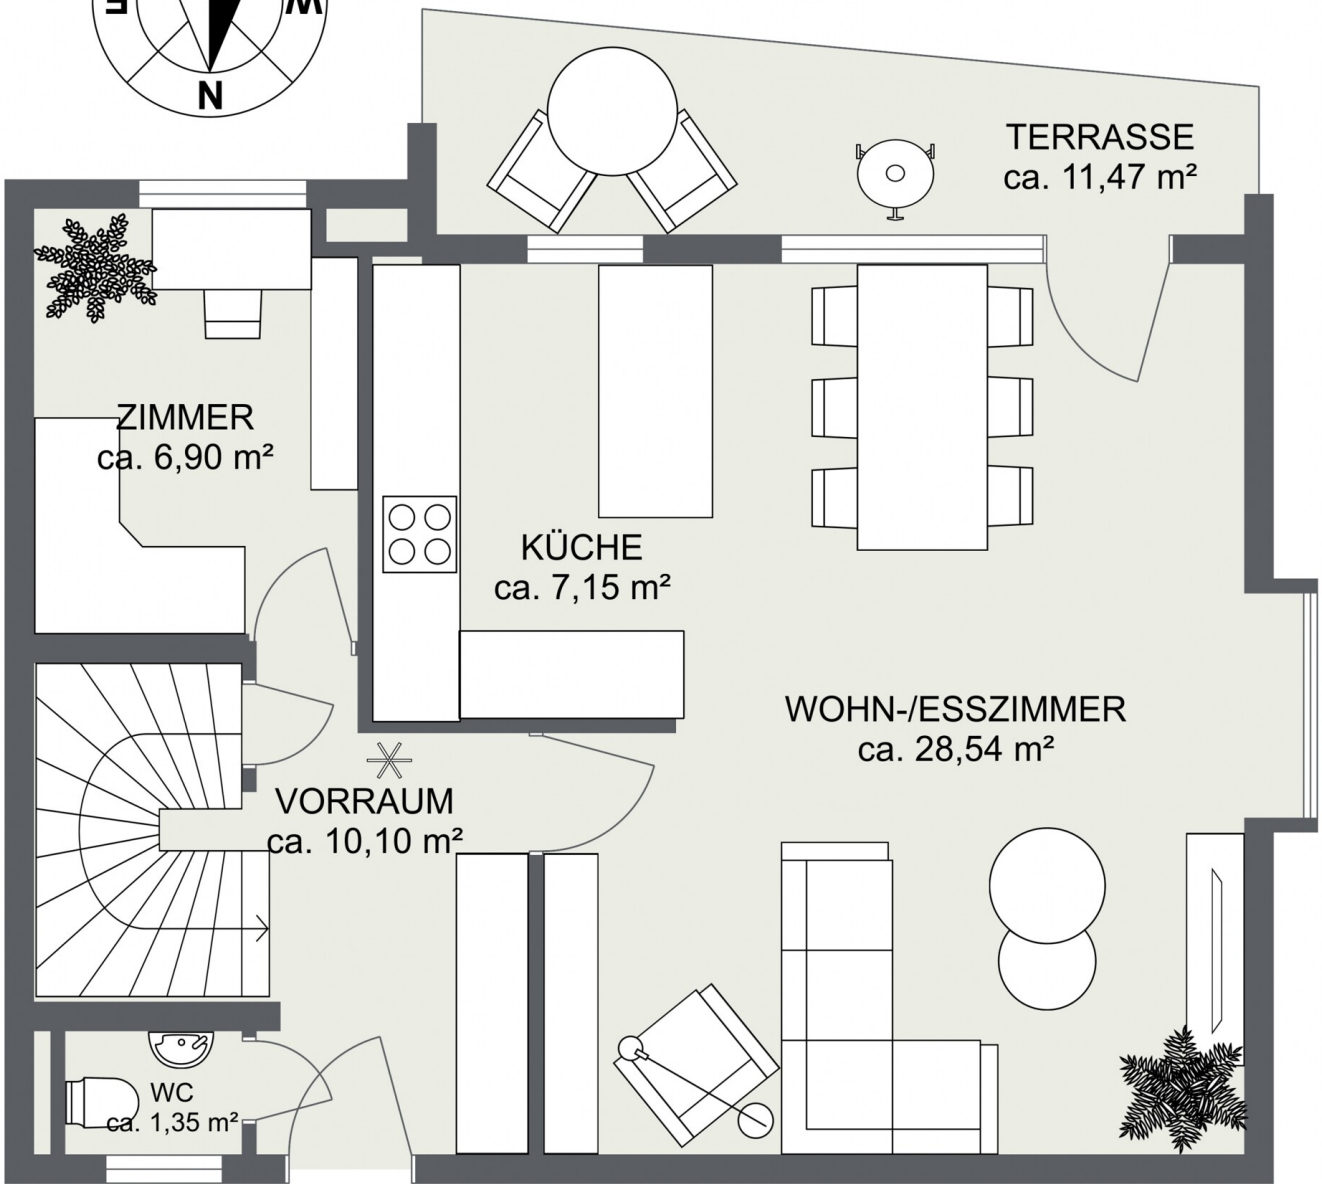 E
W
N
TERRASSE
ca. 11,47 m²
ZIMMER
ca. 6,90 m²
KÜCHE
ca. 7,15 m²
WOHN-/ESSZIMMER
ca. 28,54 m²
VORRAUM
ca. 10,10 m²
WC
ca. 1,35 m²